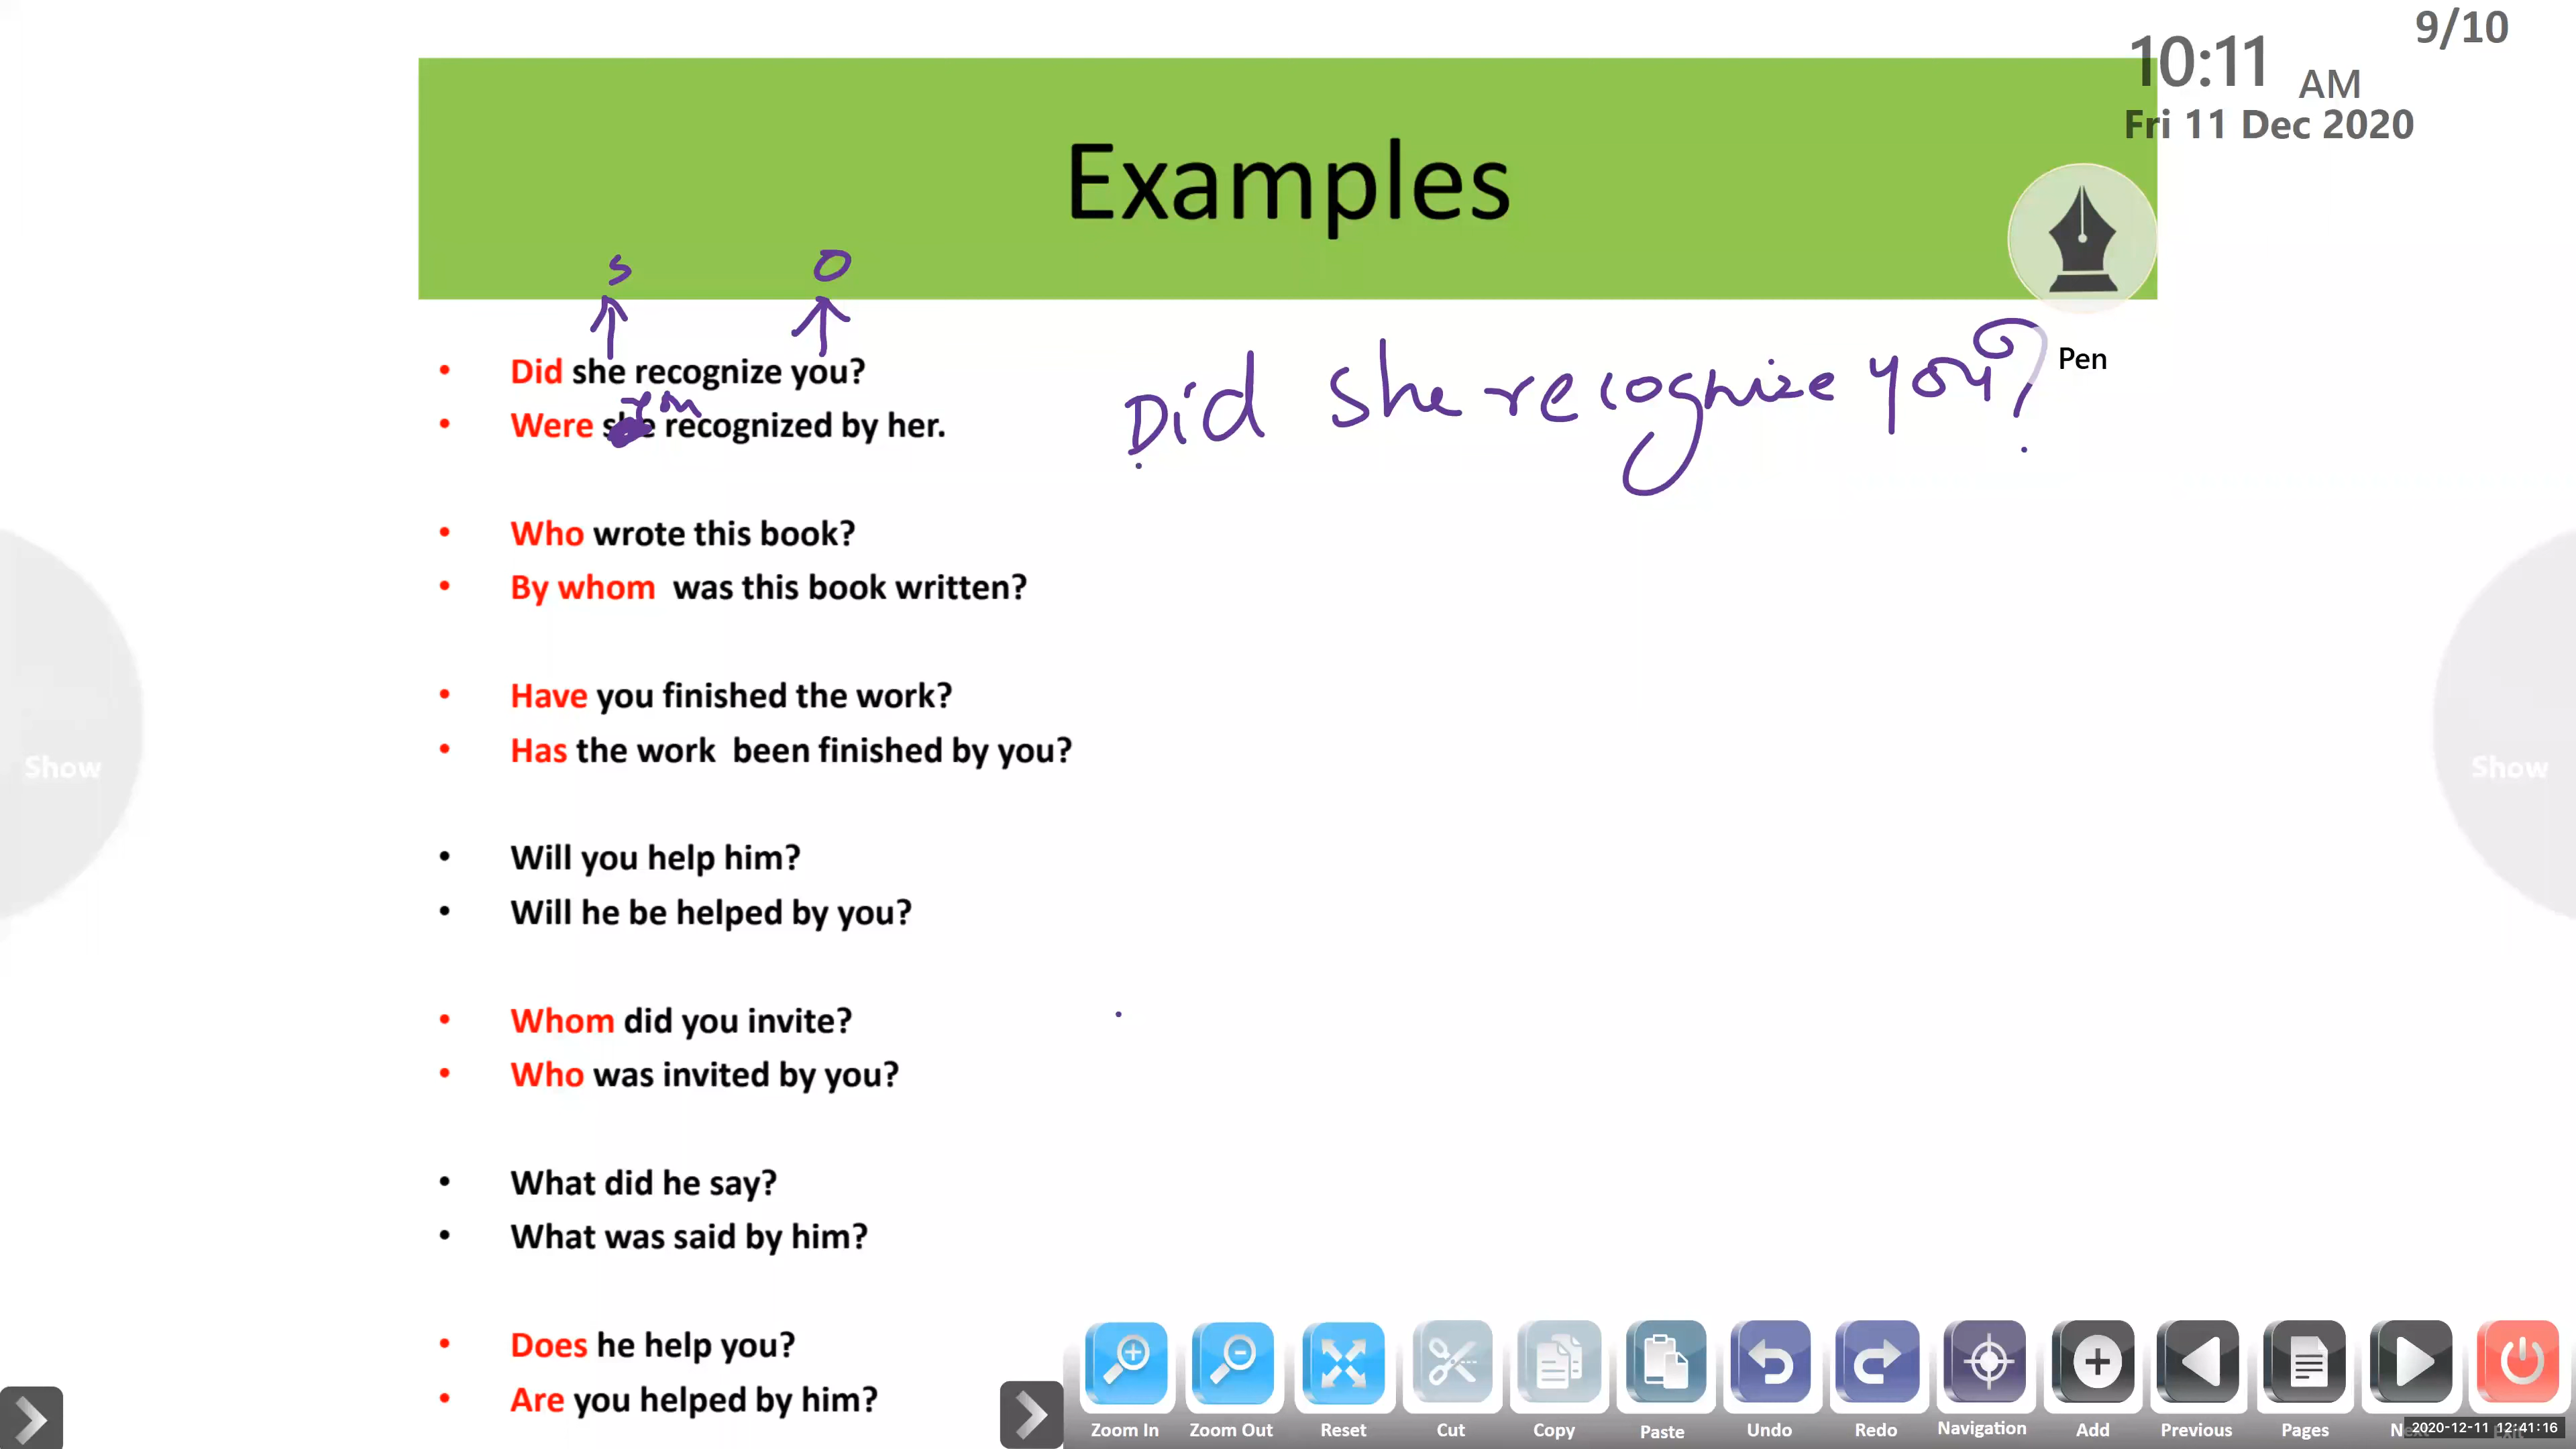 9/10
10:11 AM
Fri 11 Dec 2020
Examples
s o
Did she recognize you?
Did she recognize you?
Pen
you
Were she recognized by her.
Who wrote this book?
By whom was this book written?
Have you finished the work?
Has the work been finished by you?
Show
Show
Will you help him?
Will he be helped by you?
Whom did you invite?
Who was invited by you?
What did he say?
What was said by him?
Does he help you?
Are you helped by him?
Zoom In Zoom Out Reset Cut Copy Paste Undo Redo Navigation Add Previous Pages
2020-12-11 12:41:16